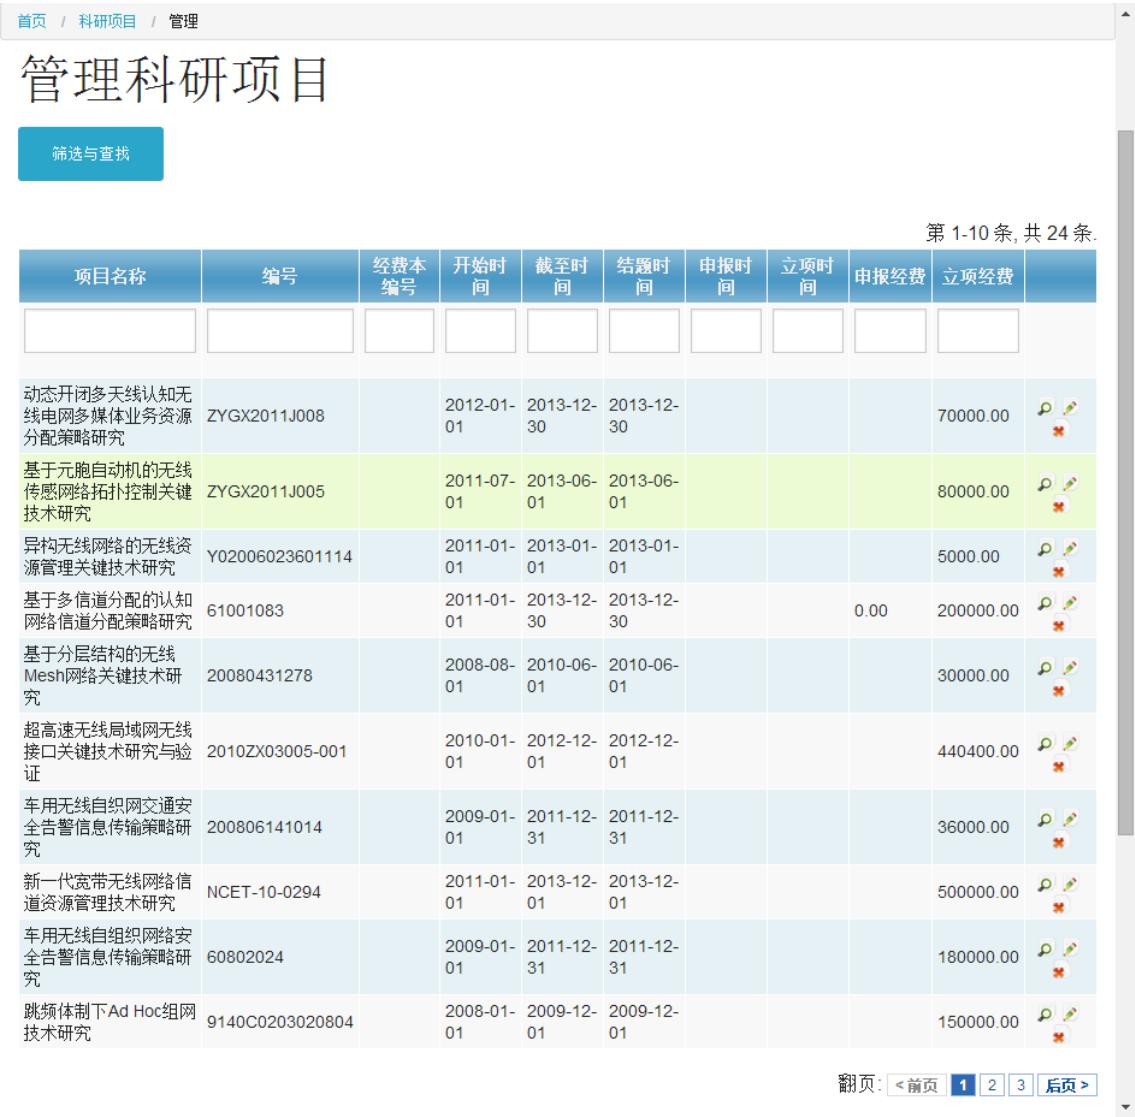 首页 / 科研项目 / 管理
管理科研项目
筛选与查找
第 1-10 条, 共 24 条.
项目名称 编号 经费本编号 开始时间 截至时间 结题时间 申报时间 立项时间 申报经费 立项经费
动态开闭多天线认知无
线电网多媒体业务资源
分配策略研究
ZYGX2011J008
2012-01-
01
2013-12-
30
2013-12-
30
70000.00
基于元胞自动机的无线
传感网络拓扑控制关键
技术研究
ZYGX2011J005
2011-07-
01
2013-06-
01
2013-06-
01
80000.00
异构无线网络的无线资
源管理关键技术研究
Y02006023601114
2011-01-
01
2013-01-
01
2013-01-
01
5000.00
基于多信道分配的认知
网络信道分配策略研究
61001083
2011-01-
01
2013-12-
30
2013-12-
30
0.00
200000.00
基于分层结构的无线
Mesh网络关键技术研
究
20080431278
2008-08-
01
2010-06-
01
2010-06-
01
30000.00
超高速无线局域网无线
接口关键技术研究与验
证
2010ZX03005-001
2010-01-
01
2012-12-
01
2012-12-
01
440400.00
车用无线自织网交通安
全告警信息传输策略研
究
200806141014
2009-01-
01
2011-12-
31
2011-12-
31
36000.00
新一代宽带无线网络信
道资源管理技术研究
NCET-10-0294
2011-01-
01
2013-12-
01
2013-12-
01
500000.00
车用无线自组织网络安
全告警信息传输策略研
究
60802024
2009-01-
01
2011-12-
31
2011-12-
31
180000.00
跳频体制下Ad Hoc组网
技术研究
9140C0203020804
2008-01-
01
2009-12-
01
2009-12-
01
150000.00
翻页: <前页 1 2 3 后页>